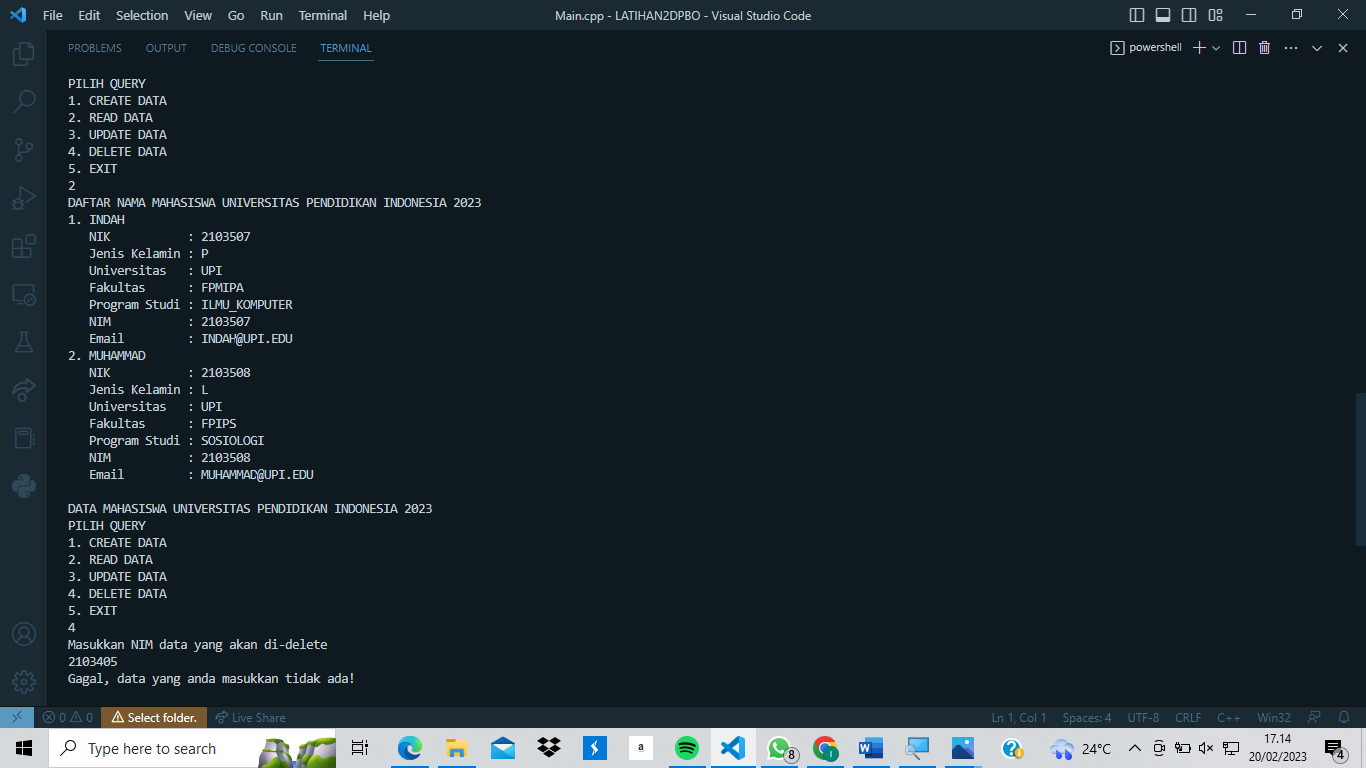 File Edit Selection View Go Run Terminal Help Main.cpp - LATIHAN2DPBO - Visual Studio Code
PROBLEMS OUTPUT DEBUG CONSOLE TERMINAL powershell
PILIH QUERY
1. CREATE DATA
2. READ DATA
3. UPDATE DATA
4. DELETE DATA
5. EXIT
2
DAFTAR NAMA MAHASISWA UNIVERSITAS PENDIDIKAN INDONESIA 2023
1. INDAH
NIK : 2103507
Jenis Kelamin : P
Universitas : UPI
Fakultas : FPMIPA
Program Studi : ILMU_KOMPUTER
NIM : 2103507
Email : INDAH@UPI.EDU
2. MUHAMMAD
NIK : 2103508
Jenis Kelamin : L
Universitas : UPI
Fakultas : FPIPS
Program Studi : SOSIOLOGI
NIM : 2103508
Email : MUHAMMAD@UPI.EDU
DATA MAHASISWA UNIVERSITAS PENDIDIKAN INDONESIA 2023
PILIH QUERY
1. CREATE DATA
2. READ DATA
3. UPDATE DATA
4. DELETE DATA
5. EXIT
4
Masukkan NIM data yang akan di-delete
2103405
Gagal, data yang anda masukkan tidak ada!
0 0 Select folder. Live Share Ln 1, Col 1 Spaces: 4 UTF-8 CRLF C++ Win32
Type here to search a 8 I 24°C 17.14
20/02/2023 4